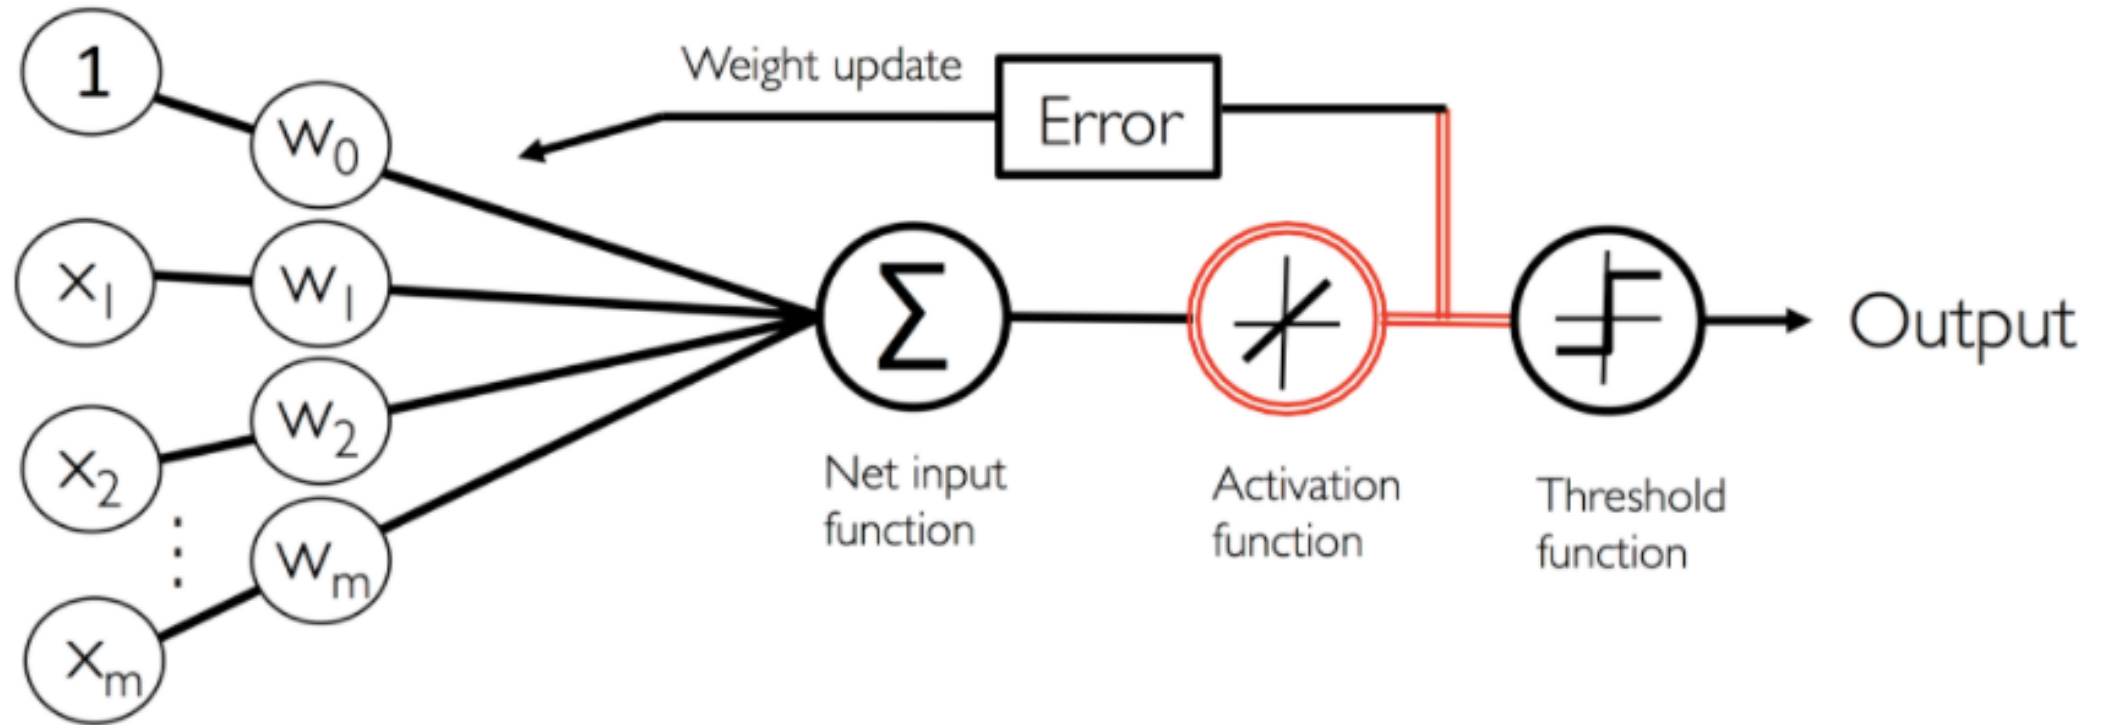 1
w0
x1
w1
x2
w2
⋮
xm
wm
Weight update
Error
Σ
Net input
function
Activation
function
Threshold
function
Output